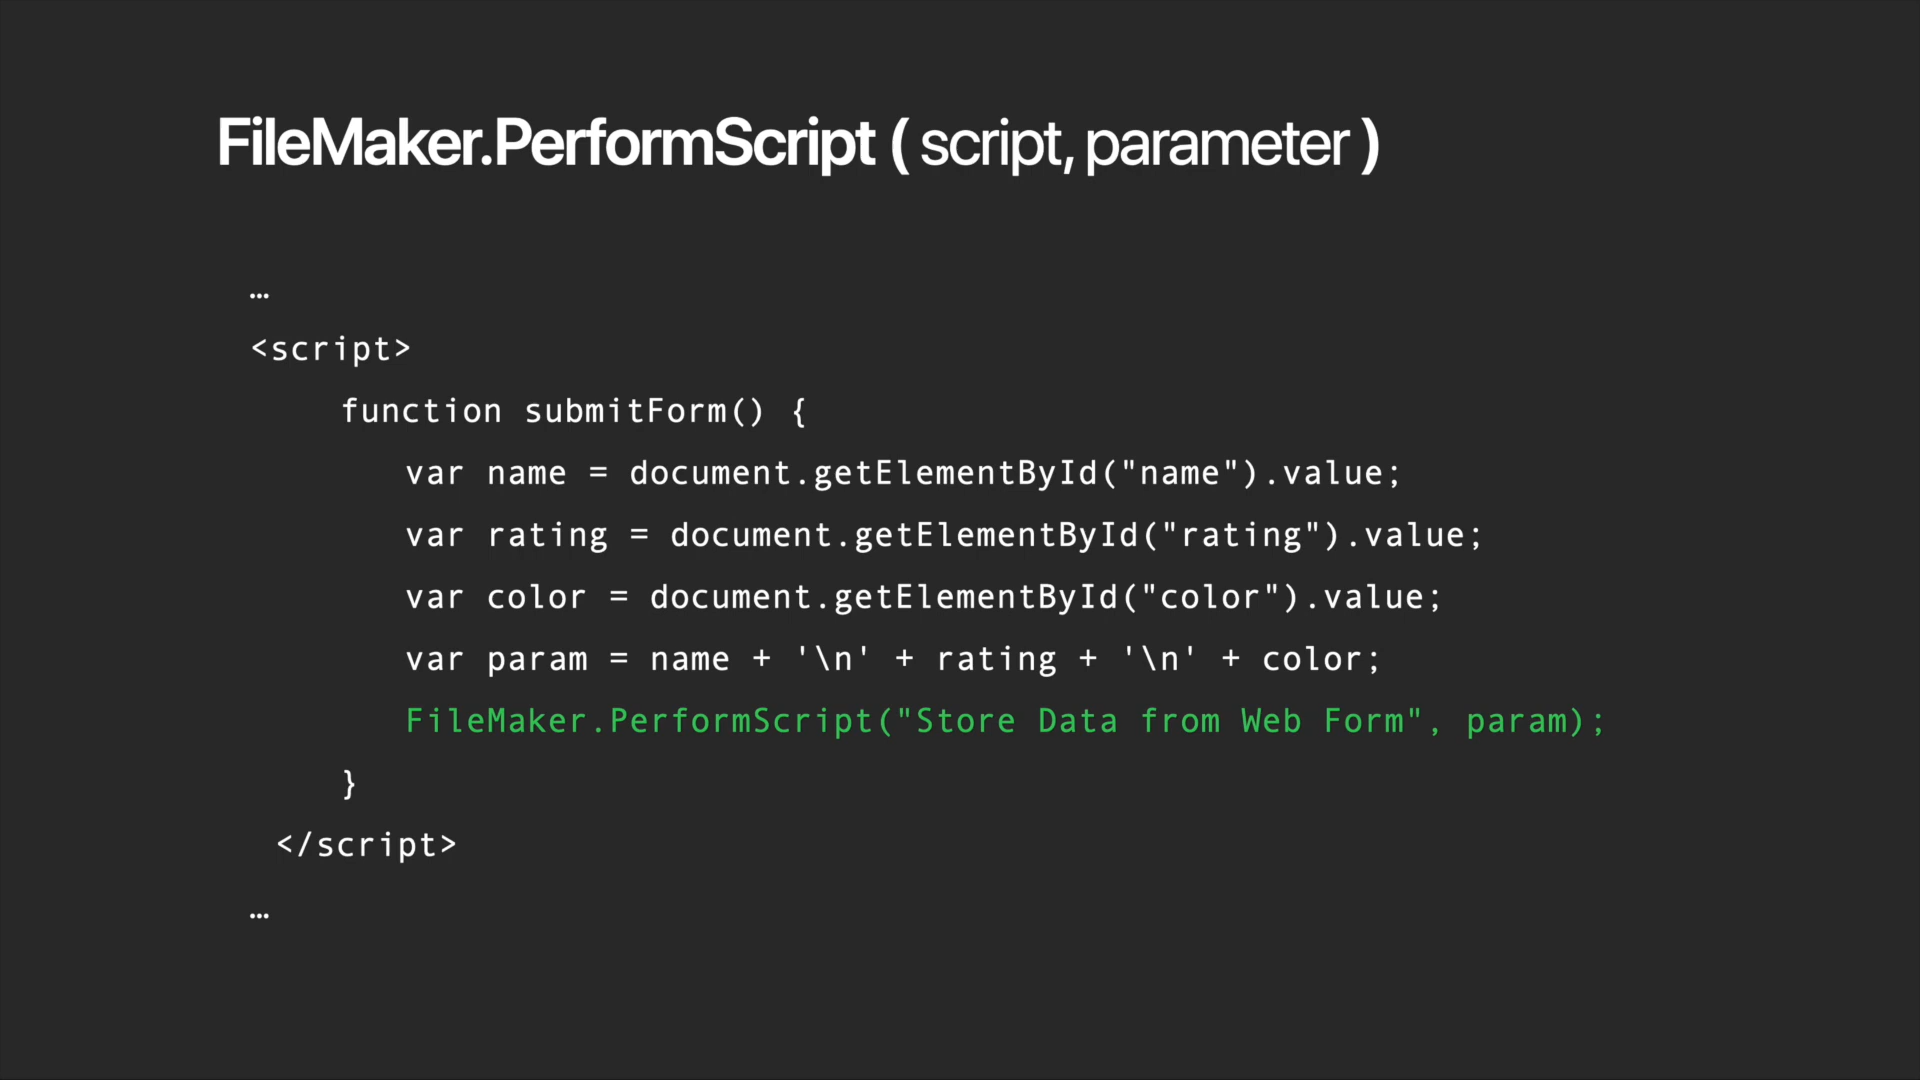 FileMaker.PerformScript ( script, parameter )
…
<script>
function submitForm() {
var name = document.getElementById("name").value;
var rating = document.getElementById("rating").value;
var color = document.getElementById("color").value;
var param = name + '\n' + rating + '\n' + color;
FileMaker.PerformScript("Store Data from Web Form", param);
}
</script>
…